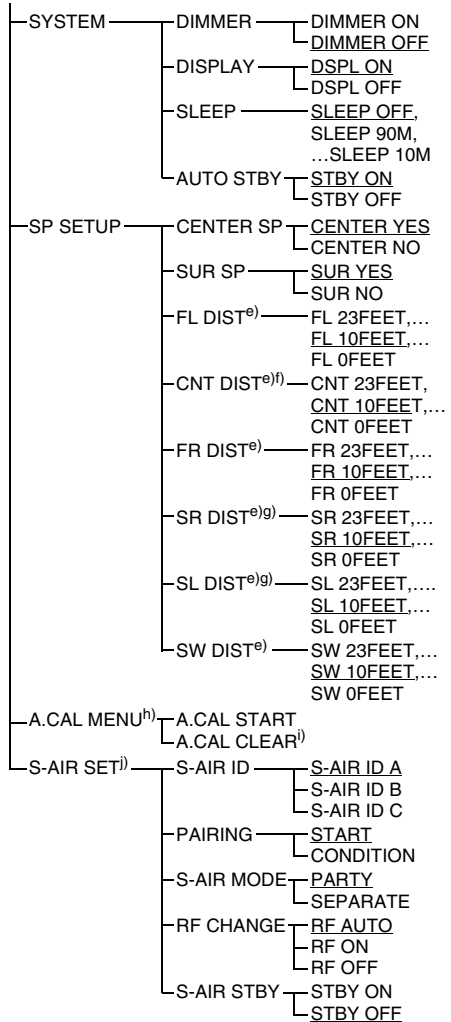 SYSTEM DIMMER DIMMER ON
DIMMER OFF
DISPLAY DSPL ON
DSPL OFF
SLEEP SLEEP OFF,
SLEEP 90M,
…SLEEP 10M
AUTO STBY STBY ON
STBY OFF
SP SETUP CENTER SP CENTER YES
CENTER NO
SUR SP SUR YES
SUR NO
FL DISTe) FL 23FEET,…
FL 10FEET,…
FL 0FEET
CNT DISTe)f) CNT 23FEET,
CNT 10FEET,…
CNT 0FEET
FR DISTe) FR 23FEET,…
FR 10FEET,…
FR 0FEET
SR DISTe)g) SR 23FEET,…
SR 10FEET,…
SR 0FEET
SL DISTe)g) SL 23FEET,….
SL 10FEET,…
SL 0FEET
SW DISTe) SW 23FEET,…
SW 10FEET,…
SW 0FEET
A.CAL MENUh) A.CAL START
A.CAL CLEARi)
S-AIR SETj) S-AIR ID S-AIR ID A
S-AIR ID B
S-AIR ID C
PAIRING START
CONDITION
S-AIR MODE PARTY
SEPARATE
RF CHANGE RF AUTO
RF ON
RF OFF
S-AIR STBY STBY ON
STBY OFF